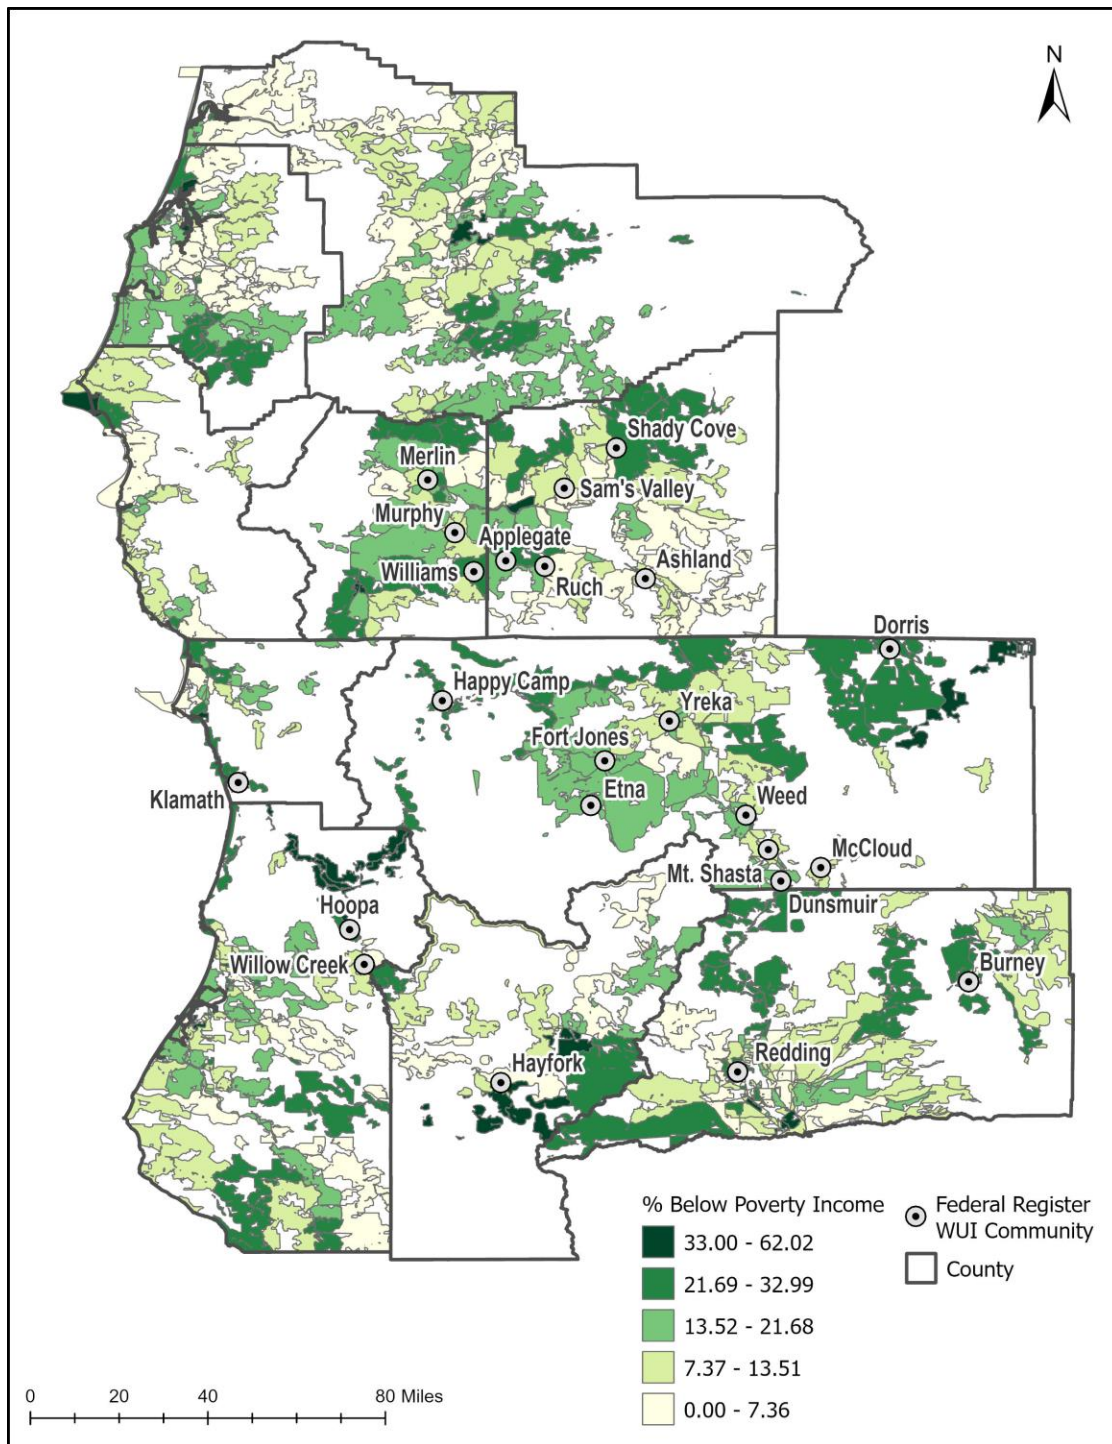 N
Shady Cove
Merlin
Sam's Valley
Murphy
Applegate
Williams
Ruch
Ashland
Dorris
Happy Camp
Yreka
Fort Jones
Klamath
Etna
Weed
McCloud
Mt. Shasta
Dunsmuir
Hoopa
Willow Creek
Burney
Redding
Hayfork
% Below Poverty Income
33.00 - 62.02
21.69 - 32.99
13.52 - 21.68
7.37 - 13.51
0.00 - 7.36
Federal Register
WUI Community
County
0 20 40 80 Miles